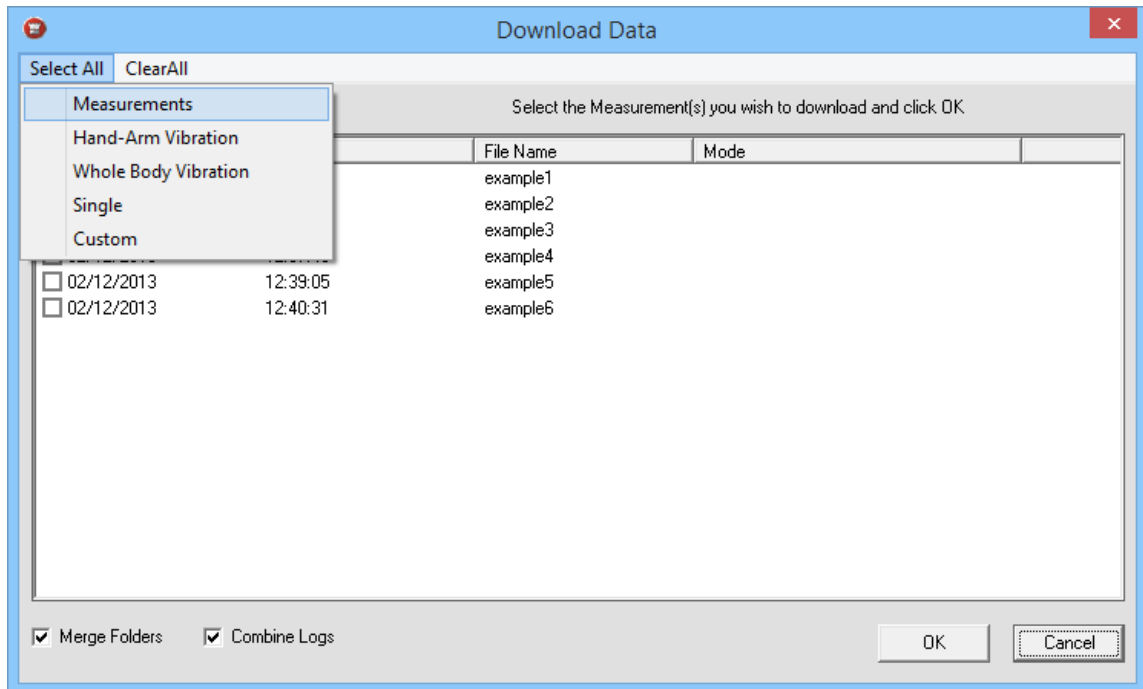 Download Data
Select All ClearAll
Measurements
Hand-Arm Vibration
Whole Body Vibration
Single
Custom
Select the Measurement(s) you wish to download and click OK
File Name Mode
example1
example2
example3
example4
02/12/2013 12:39:05 example5
02/12/2013 12:40:31 example6
Merge Folders Combine Logs OK Cancel